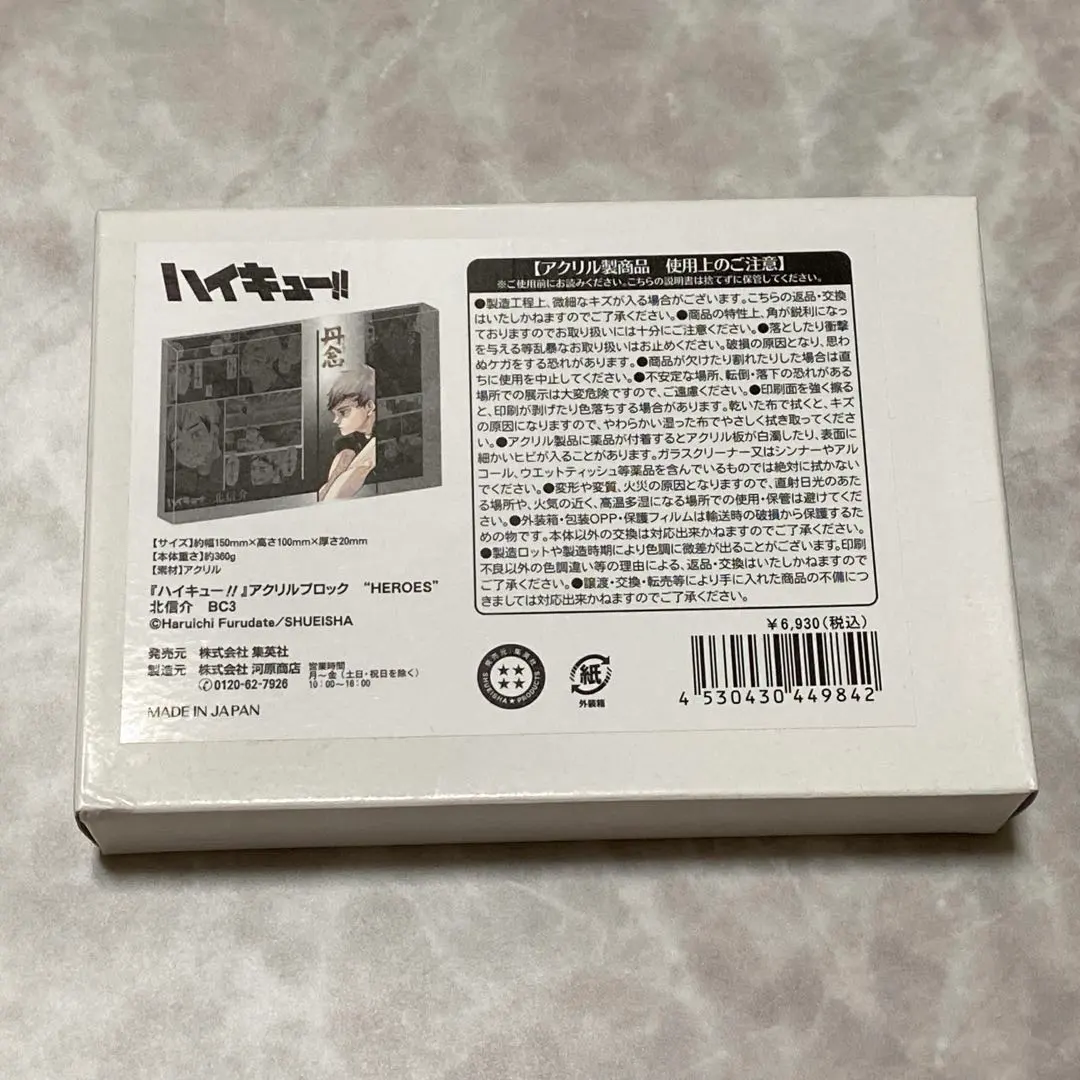 ハイキュー!!
丹念
ハイキュー!! 北信介
【サイズ】約幅150mm×高さ100mm×厚さ20mm
【本体重さ】約360g
【素材】アクリル
『ハイキュー!!』アクリルブロック “HEROES”
北信介 BC3
©Haruichi Furudate/SHUEISHA
発売元 株式会社 集英社
製造元 株式会社 河原商店
0120-62-7926
営業時間
月~金(土日・祝日を除く)
10:00~16:00
MADE IN JAPAN
【アクリル製商品 使用上のご注意】
※ご使用前にお読みください。こちらの説明書は捨てずに保管してください。
●製造工程上、微細なキズが入る場合がございます。こちらの返品・交換
はいたしかねますのでご了承ください。●商品の特性上、角が鋭利になっ
ておりますのでお取り扱いには十分にご注意ください。●落としたり衝撃
を与える等乱暴なお取り扱いはお止めください。破損の原因となり、思わ
ぬケガをする恐れがあります。●商品が欠けたり割れたりした場合は直
ちに使用を中止してください。●不安定な場所、転倒・落下の恐れがある
場所での展示は大変危険ですので、ご遠慮ください。●印刷面を強く擦る
と、印刷が剥げたり色落ちする場合があります。乾いた布で拭くと、キズ
の原因になりますので、やわらかい湿った布でやさしく拭き取ってくださ
い。●アクリル製品に薬品が付着するとアクリル板が白濁したり、表面に
細かいヒビが入ることがあります。ガラスクリーナー又はシンナーやアル
コール、ウエットティッシュ等薬品を含んでいるものでは絶対に拭かない
でください。●変形や変質、火災の原因となりますので、直射日光のあた
る場所や、火気の近く、高温多湿になる場所での使用・保管は避けてくだ
さい。●外装箱・包装OPP・保護フィルムは輸送時の破損から保護するた
めの物です。本体以外の交換は対応出来かねますのでご了承ください。
●製造ロットや製造時期により色調に微差が出ることがございます。印刷
不良以外の色調違い等の理由による、返品・交換はいたしかねますので
ご了承ください。●譲渡・交換・転売等により手に入れた商品の不備につ
きましては対応出来かねますのでご了承ください。
¥6,930(税込)
発売元・集英社
SHUEISHA★PRODUCTS
紙
外装箱
4 530430 449842